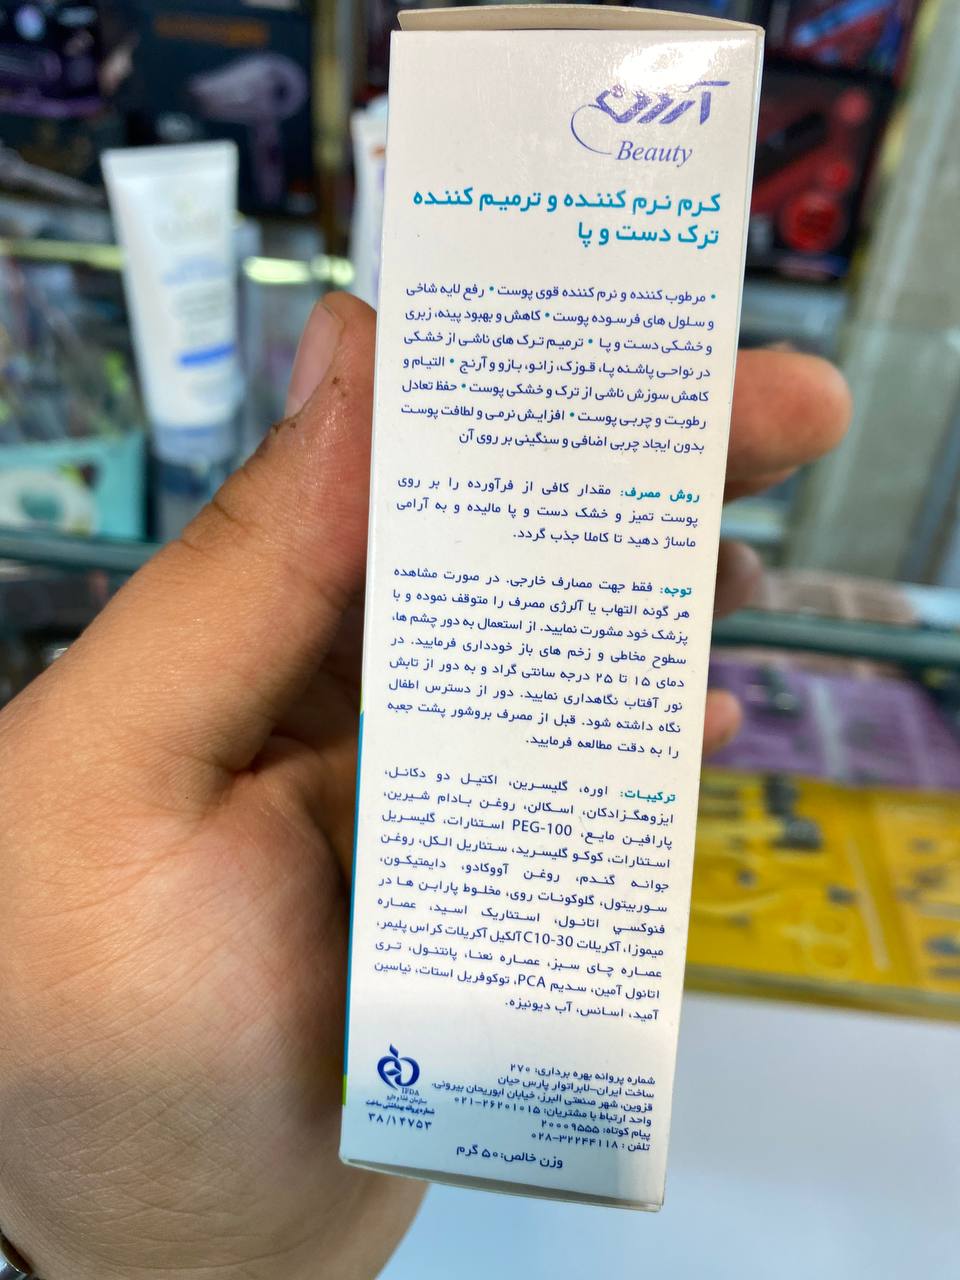 آردن
Beauty
کرم نرم کننده و ترمیم کننده
ترک دست و پا
• مرطوب کننده و نرم کننده قوی پوست • رفع لایه شاخی
و سلول های فرسوده پوست • کاهش و بهبود پینه، زبری
و خشکی دست و پا • ترمیم ترک های ناشی از خشکی
در نواحی پاشنه پا، قوزک، زانو، بازو و آرنج • التیام و
کاهش سوزش ناشی از ترک و خشکی پوست • حفظ تعادل
رطوبت و چربی پوست • افزایش نرمی و لطافت پوست
بدون ایجاد چربی اضافی و سنگینی بر روی آن
روش مصرف: مقدار کافی از فرآورده را بر روی
پوست تمیز و خشک دست و پا مالیده و به آرامی
ماساژ دهید تا کاملا جذب گردد.
توجه: فقط جهت مصارف خارجی. در صورت مشاهده
هر گونه التهاب یا آلرژی مصرف را متوقف نموده و با
پزشک خود مشورت نمایید. از استعمال به دور چشم ها،
سطوح مخاطی و زخم های باز خودداری فرمایید. در
دمای ۱۵ تا ۲۵ درجه سانتی گراد و به دور از تابش
نور آفتاب نگاهداری نمایید. دور از دسترس اطفال
نگاه داشته شود. قبل از مصرف بروشور پشت جعبه
را به دقت مطالعه فرمایید.
ترکیبات: اوره، گلیسرین، اکتیل دو دکانل،
ایزوهگزادکان، اسکالن، روغن بادام شیرین،
پارافین مایع، PEG-100 استئارات، گلیسریل
استئارات، کوکو گلیسرید، ستئاریل الکل، روغن
جوانه گندم، روغن آووکادو، دایمتیکون،
سوربیتول، گلوکونات روی، مخلوط پارابن ها در
فنوکسی اتانول، استئاریک اسید، عصاره
میموزا، آکریلات C10-30 آلکیل آکریلات کراس پلیمر،
عصاره چای سبز، عصاره نعنا، پانتنول، تری
اتانول آمین، سدیم PCA، توکوفریل استات، نیاسین
آمید، اسانس، آب دیونیزه.
شماره پروانه بهره برداری: ۲۷۰
ساخت ایران-لابراتوار پارس حیان
قزوین، شهر صنعتی البرز، خیابان ابوریحان بیرونی.
واحد ارتباط با مشتریان: ۲۶۲۰۱۰۱۵-۰۲۱
پیام کوتاه: ۲۰۰۰۹۵۵۵
تلفن : ۳۲۲۴۴۱۱۸-۰۲۸
وزن خالص: ۵۰ گرم
IFDA
سازمان غذا و دارو
شماره پروانه بهداشتی ساخت
۳۸/۱۴۷۵۳